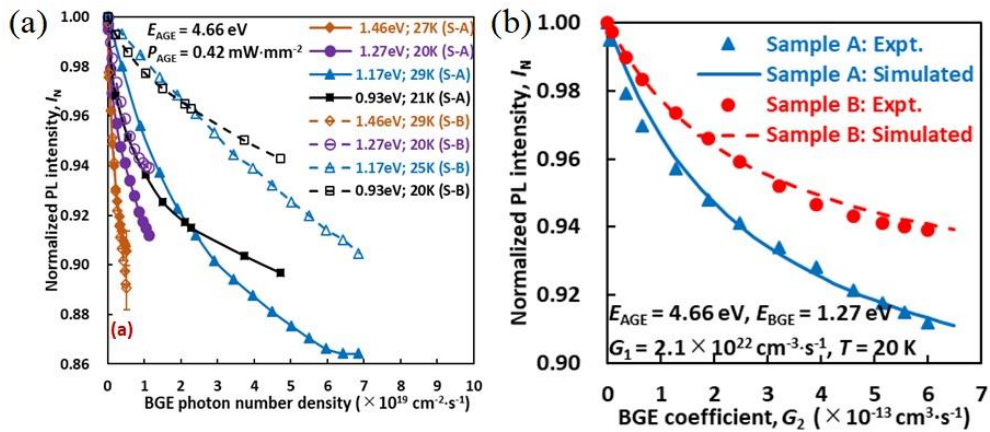 (a)
E_AGE = 4.66 eV
P_AGE = 0.42 mW·mm⁻²
1.46eV; 27K (S-A)
1.27eV; 20K (S-A)
1.17eV; 29K (S-A)
0.93eV; 21K (S-A)
1.46eV; 29K (S-B)
1.27eV; 20K (S-B)
1.17eV; 25K (S-B)
0.93eV; 20K (S-B)
Normalized PL intensity, I_N
1.00
0.98
0.96
0.94
0.92
0.90
0.88
0.86
(a)
0 1 2 3 4 5 6 7 8 9 10
BGE photon number density (× 10¹⁹ cm⁻²·s⁻¹)
(b)
Sample A: Expt.
Sample A: Simulated
Sample B: Expt.
Sample B: Simulated
Normalized PL intensity, I_N
1.00
0.98
0.96
0.94
0.92
0.90
E_AGE = 4.66 eV, E_BGE = 1.27 eV
G₁ = 2.1 × 10²² cm⁻³·s⁻¹, T = 20 K
0 1 2 3 4 5 6 7
BGE coefficient, G₂ (× 10⁻¹³ cm³·s⁻¹)